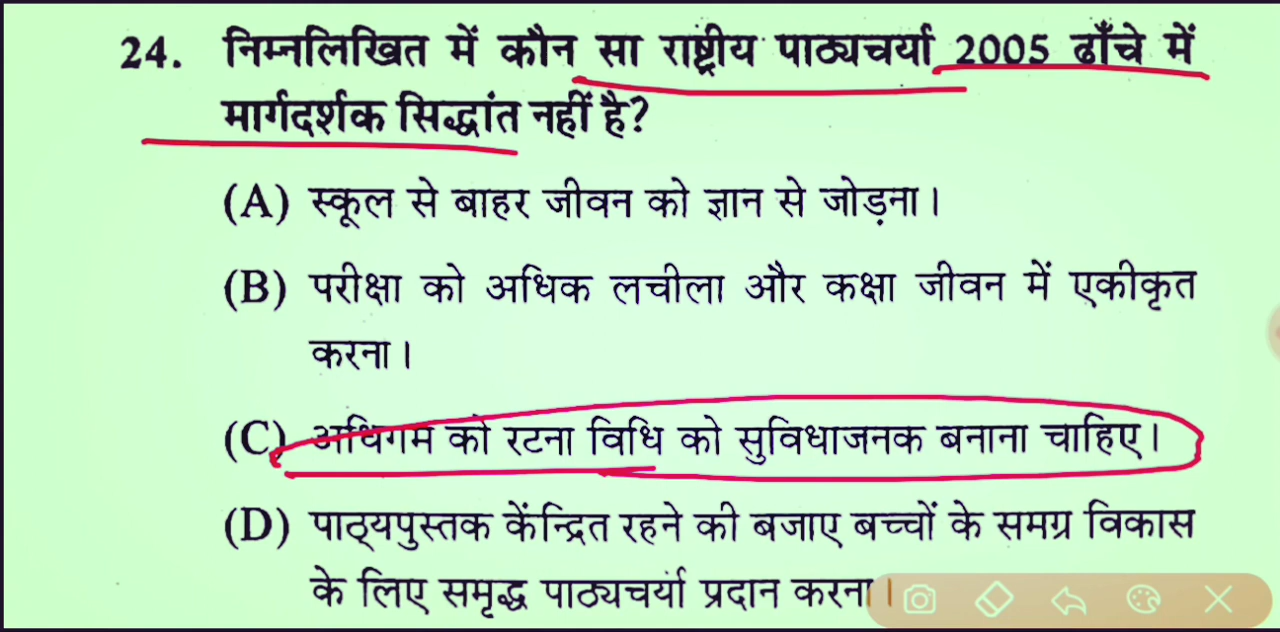 24. निम्नलिखित में कौन सा राष्ट्रीय पाठ्यचर्या 2005 ढाँचे में
मार्गदर्शक सिद्धांत नहीं है?
(A) स्कूल से बाहर जीवन को ज्ञान से जोड़ना।
(B) परीक्षा को अधिक लचीला और कक्षा जीवन में एकीकृत
करना।
(C) अधिगम को रटना विधि को सुविधाजनक बनाना चाहिए।
(D) पाठ्यपुस्तक केंन्द्रित रहने की बजाए बच्चों के समग्र विकास
के लिए समृद्ध पाठ्यचर्या प्रदान करना।